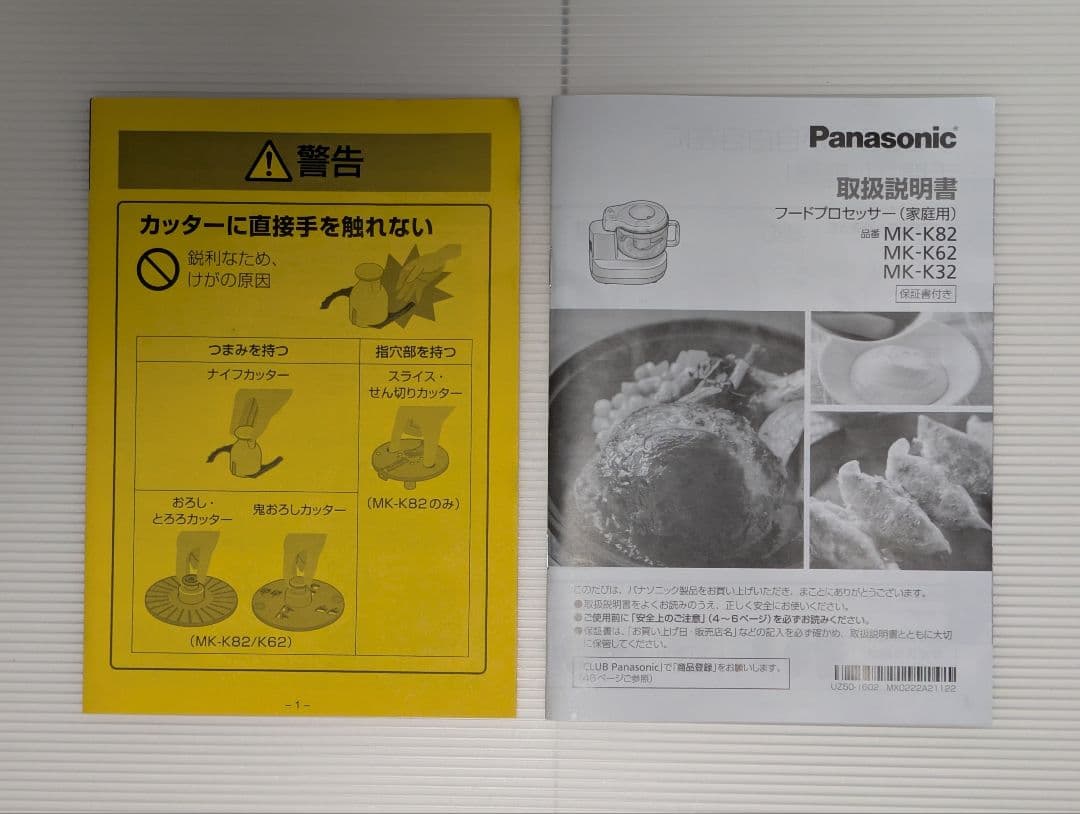 警告
カッターに直接手を触れない
鋭利なため、
けがの原因
つまみを持つ
指穴部を持つ
ナイフカッター
スライス・
せん切りカッター
(MK-K82のみ)
おろし・
とろろカッター
鬼おろしカッター
(MK-K82/K62)
– 1 –
Panasonic
取扱説明書
フードプロセッサー(家庭用)
品番 MK-K82
MK-K62
MK-K32
保証書付き
このたびは、パナソニック製品をお買い上げいただき、まことにありがとうございます。
●取扱説明書をよくお読みのうえ、正しく安全にお使いください。
●ご使用前に「安全上のご注意」(4～6ページ)を必ずお読みください。
●保証書は、「お買い上げ日・販売店名」などの記入を必ず確かめ、取扱説明書とともに大切
に保管してください。
「CLUB Panasonic」で「商品登録」をお願いします。
(46ページご参照)
UZ50-1602 MX0222A21122